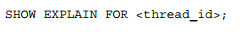 SHOW EXPLAIN FOR <thread_id>;